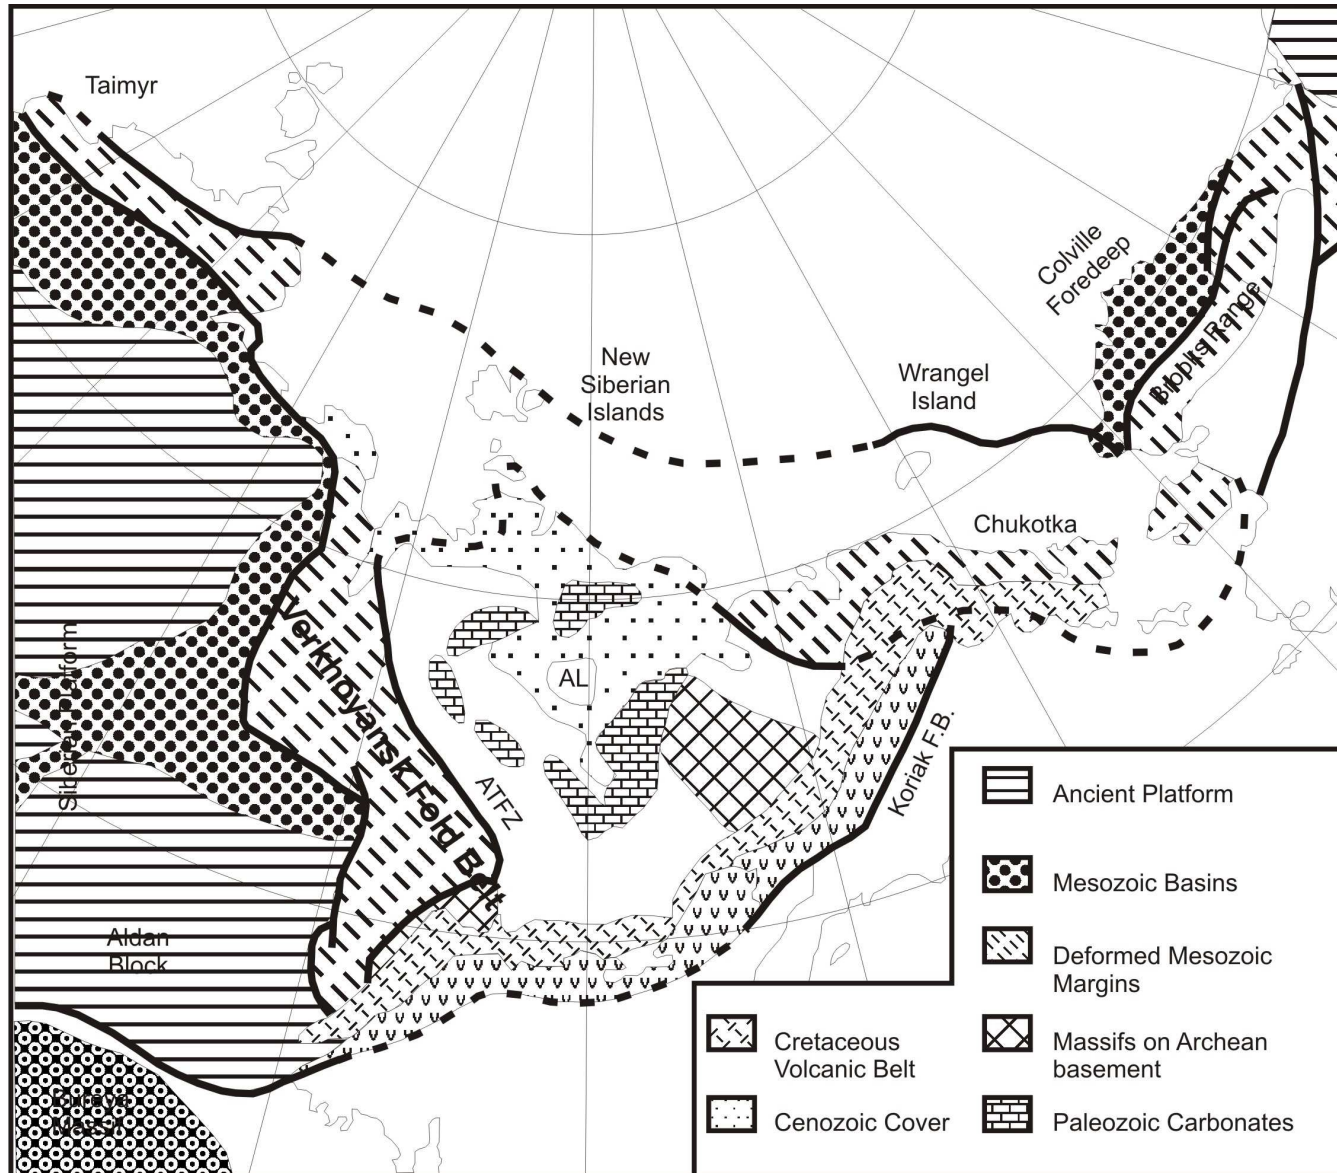 Taimyr
Colville
Foredeep
Brooks Range
New
Siberian
Islands
Wrangel
Island
Chukotka
Siberian Platform
Verkhoyansk Fold Belt
AL
ATFZ
Koriak F.B.
Aldan
Block
Bureya
Massif
Ancient Platform
Mesozoic Basins
Deformed Mesozoic
Margins
Cretaceous
Volcanic Belt
Massifs on Archean
basement
Cenozoic Cover
Paleozoic Carbonates